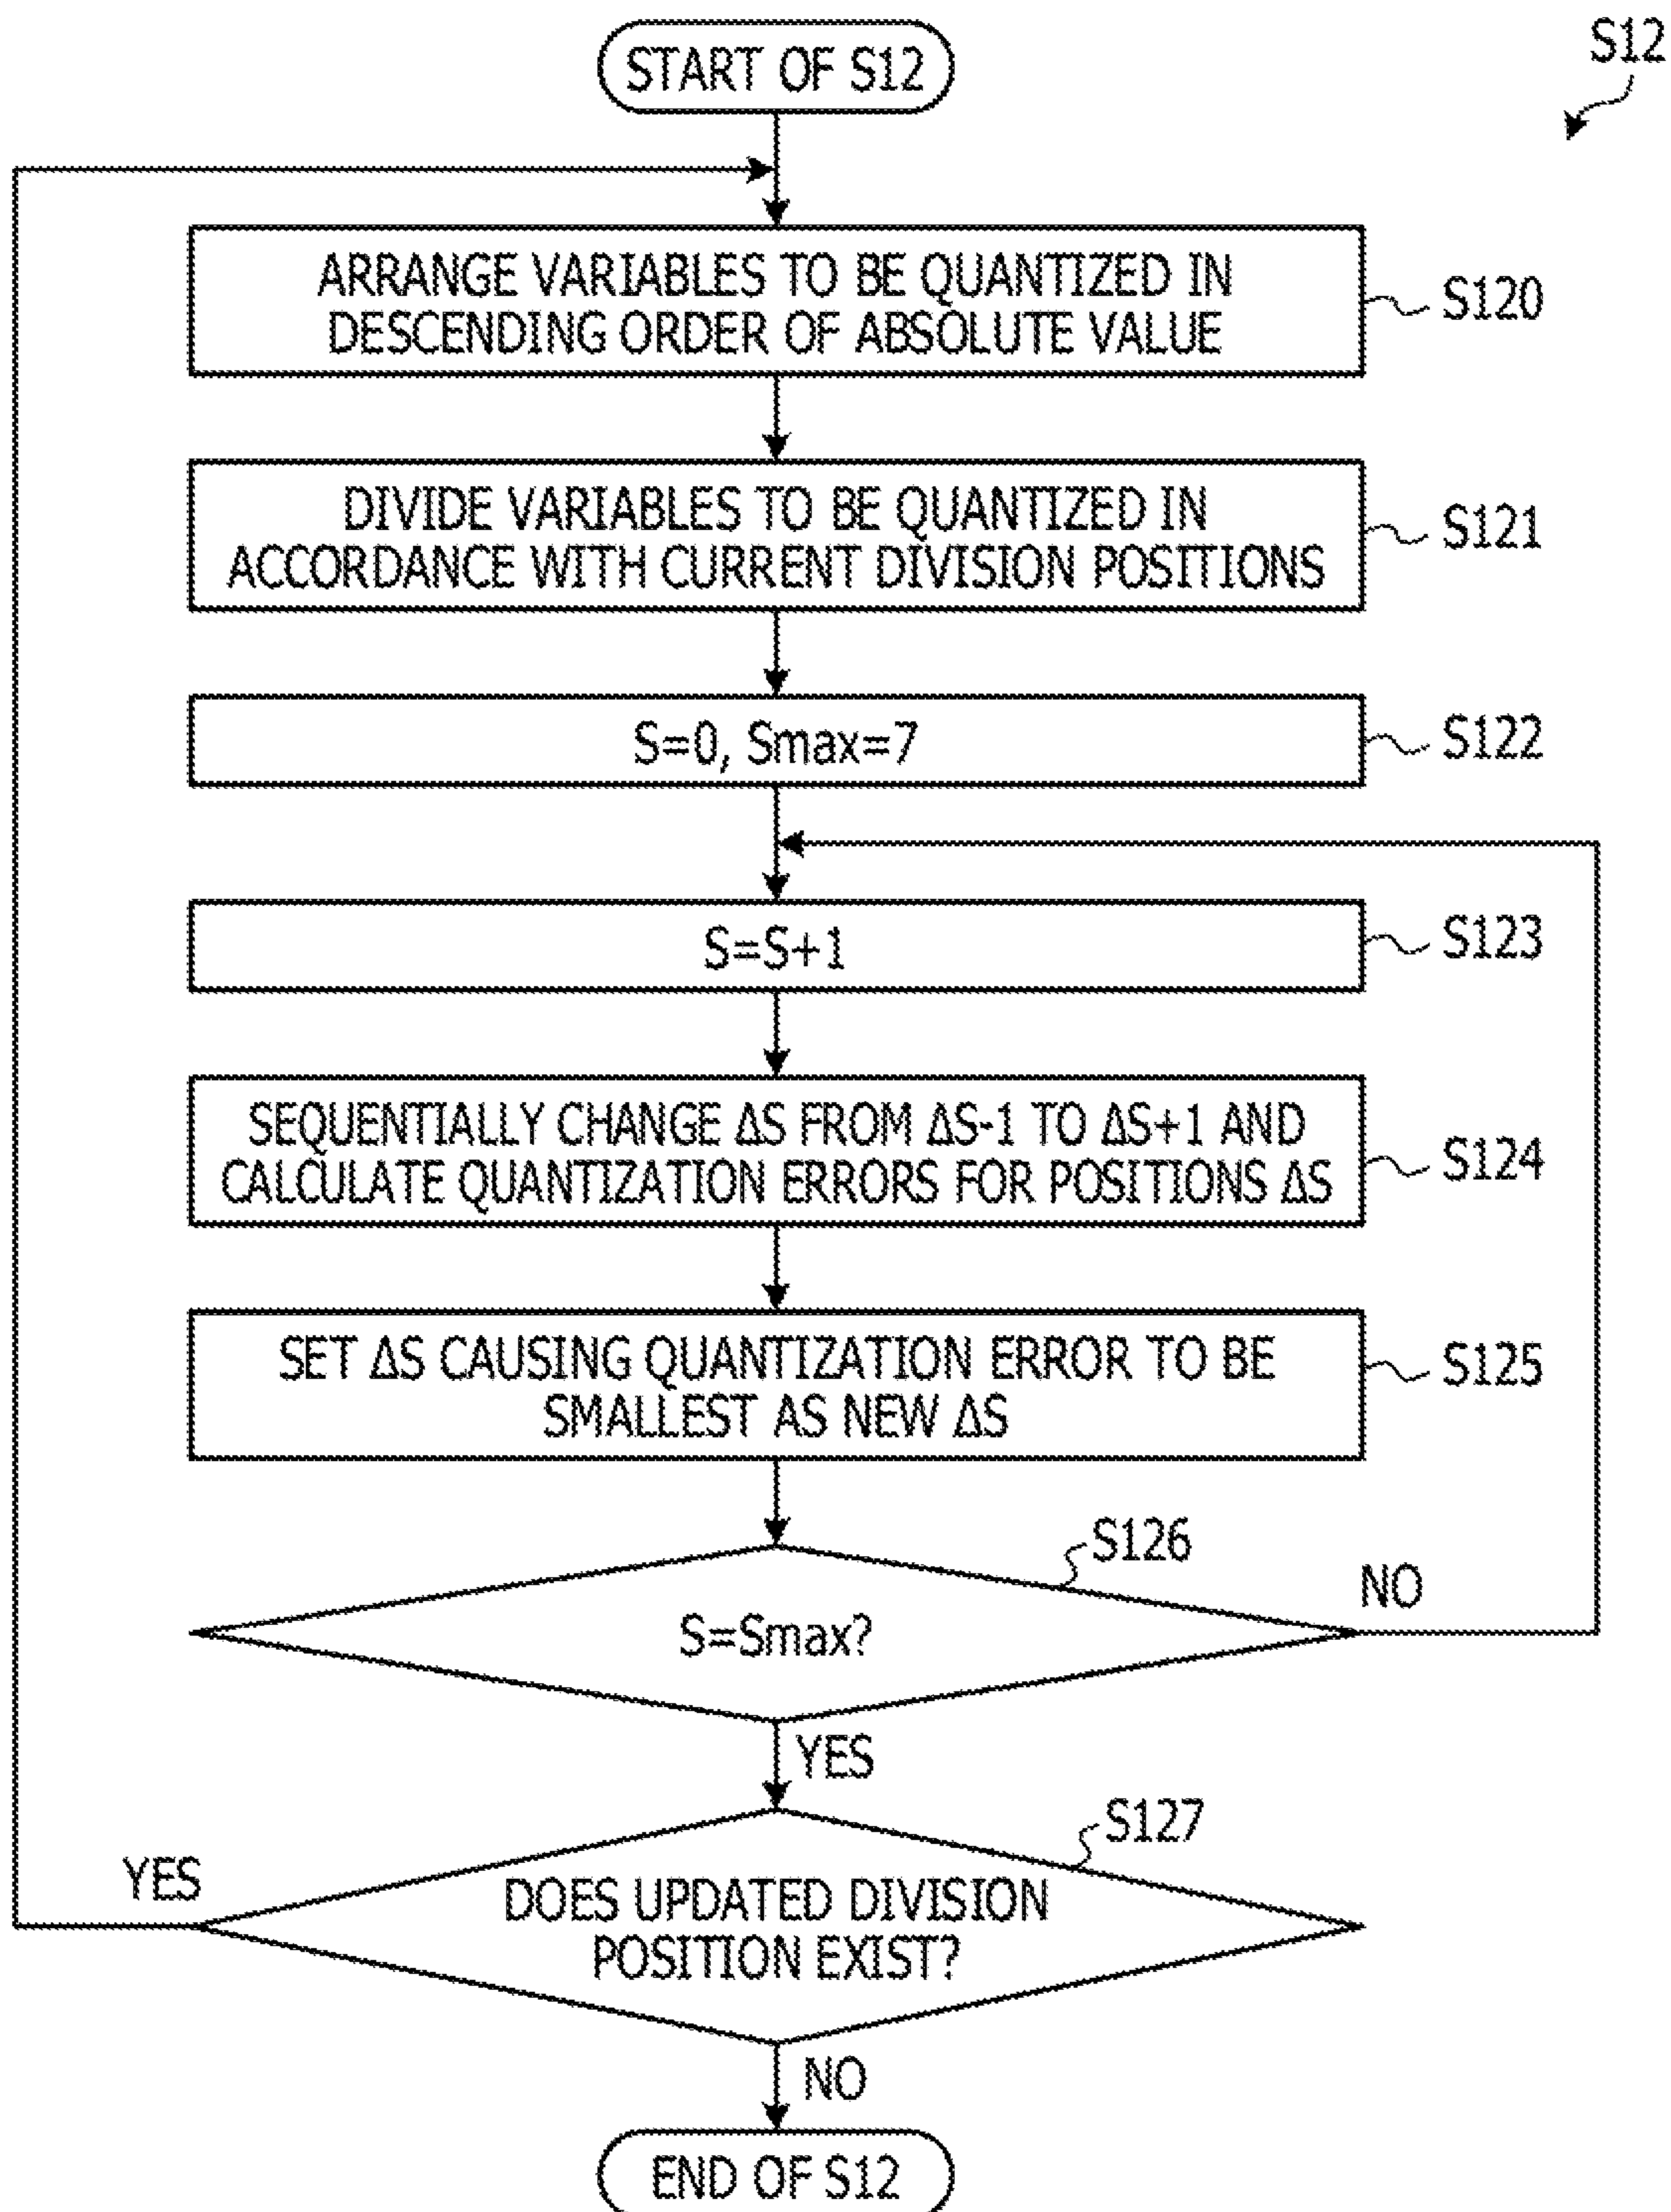 S12
START OF S12
ARRANGE VARIABLES TO BE QUANTIZED IN
DESCENDING ORDER OF ABSOLUTE VALUE
S120
DIVIDE VARIABLES TO BE QUANTIZED IN
ACCORDANCE WITH CURRENT DIVISION POSITIONS
S121
S=0, Smax=7
S122
S=S+1
S123
SEQUENTIALLY CHANGE ΔS FROM ΔS-1 TO ΔS+1 AND
CALCULATE QUANTIZATION ERRORS FOR POSITIONS ΔS
S124
SET ΔS CAUSING QUANTIZATION ERROR TO BE
SMALLEST AS NEW ΔS
S125
S126
S=Smax?
NO
YES
S127
DOES UPDATED DIVISION
POSITION EXIST?
YES
NO
END OF S12